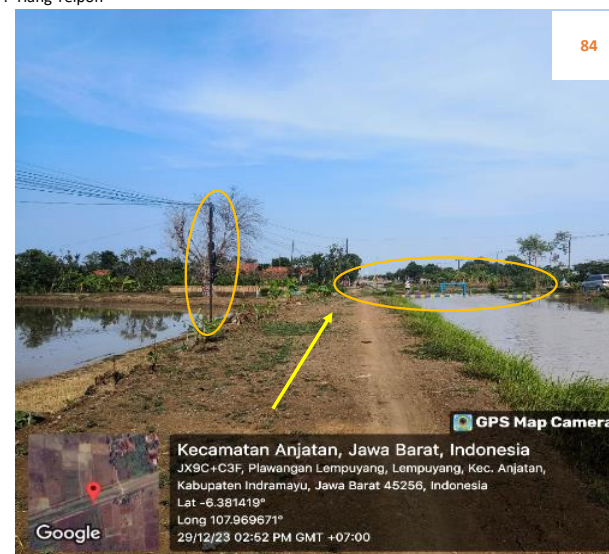 Tiang Telpon
84
GPS Map Camera
Kecamatan Anjatan, Jawa Barat, Indonesia
JX9C+C3F, Plawangan Lempuyang, Lempuyang, Kec. Anjatan,
Kabupaten Indramayu, Jawa Barat 45256, Indonesia
Lat -6.381419°
Long 107.969671°
29/12/23 02:52 PM GMT +07:00
Google